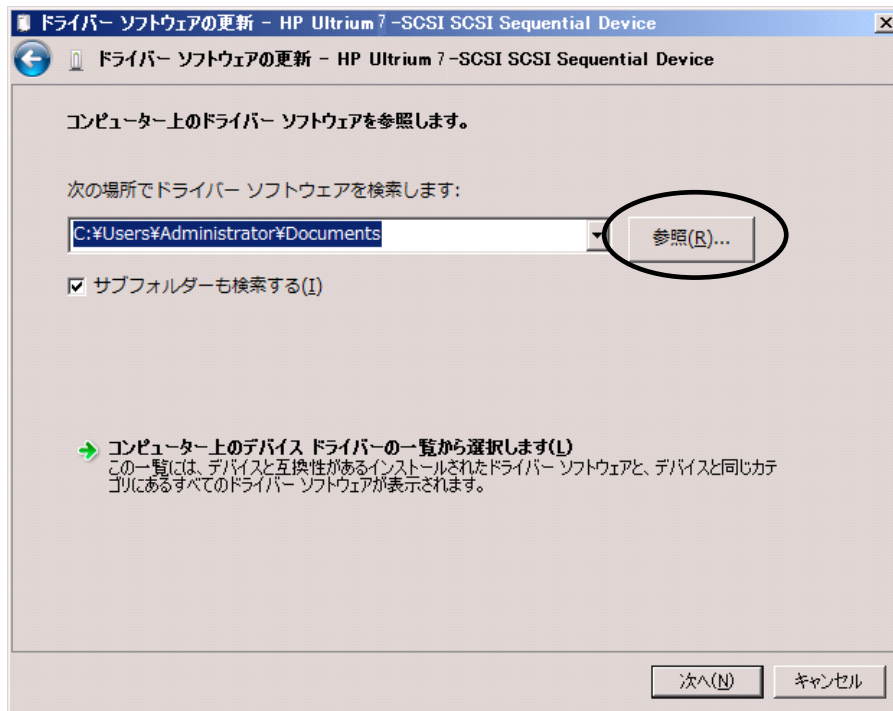 ドライバー ソフトウェアの更新 - HP Ultrium 7-SCSI SCSI Sequential Device
ドライバー ソフトウェアの更新 - HP Ultrium 7-SCSI SCSI Sequential Device
コンピューター上のドライバー ソフトウェアを参照します。
次の場所でドライバー ソフトウェアを検索します:
C:¥Users¥Administrator¥Documents
参照(R)...
サブフォルダーも検索する(I)
コンピューター上のデバイス ドライバーの一覧から選択します(L)
この一覧には、デバイスと互換性があるインストールされたドライバー ソフトウェアと、デバイスと同じカテ
ゴリにあるすべてのドライバー ソフトウェアが表示されます。
次へ(N)
キャンセル